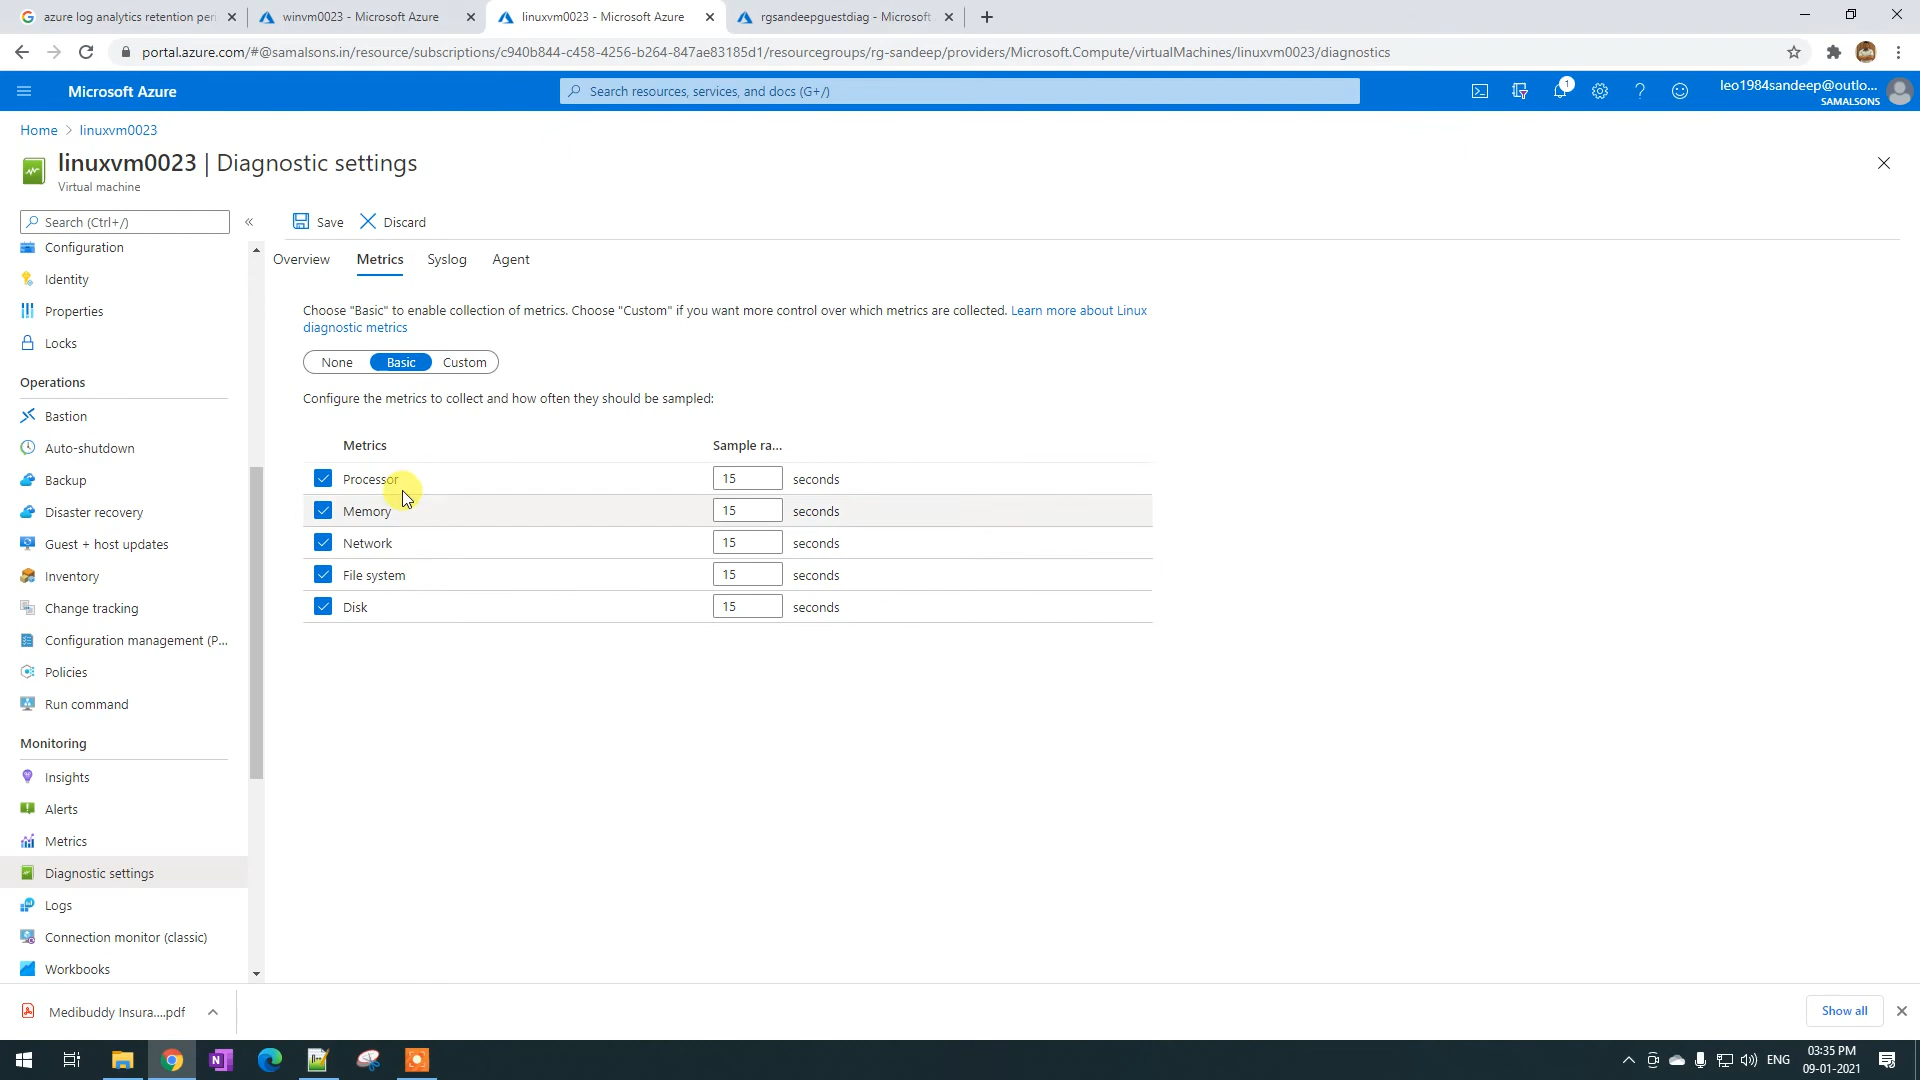 azure log analytics retention per
winvm0023 - Microsoft Azure
linuxvm0023 - Microsoft Azure
rgsandeepguestdiag - Microsoft
portal.azure.com/#@samalsons.in/resource/subscriptions/c940b844-c458-4256-b264-847ae83185d1/resourcegroups/rg-sandeep/providers/Microsoft.Compute/virtualMachines/linuxvm0023/diagnostics
Microsoft Azure
Search resources, services, and docs (G+/)
1
leo1984sandeep@outlo...
SAMALSONS
Home > linuxvm0023
linuxvm0023 | Diagnostic settings
Virtual machine
Search (Ctrl+/)
«
Save
Discard
Configuration
Identity
Properties
Locks
Operations
Bastion
Auto-shutdown
Backup
Disaster recovery
Guest + host updates
Inventory
Change tracking
Configuration management (P...
Policies
Run command
Monitoring
Insights
Alerts
Metrics
Diagnostic settings
Logs
Connection monitor (classic)
Workbooks
Overview
Metrics
Syslog
Agent
Choose "Basic" to enable collection of metrics. Choose "Custom" if you want more control over which metrics are collected. Learn more about Linux
diagnostic metrics
None
Basic
Custom
Configure the metrics to collect and how often they should be sampled:
Metrics
Sample ra...
Processor
15
seconds
Memory
15
seconds
Network
15
seconds
File system
15
seconds
Disk
15
seconds
Medibuddy Insura....pdf
Show all
ENG
03:35 PM
09-01-2021